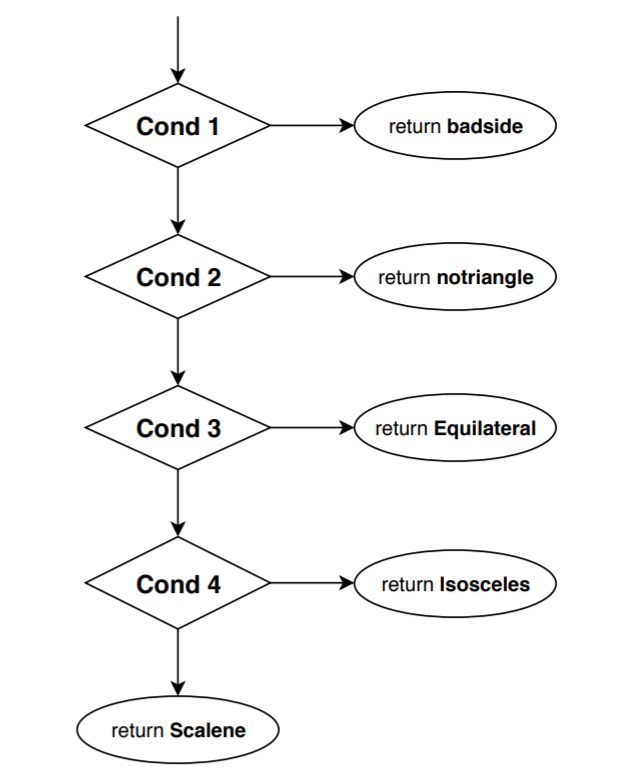 Cond 1
return badside
Cond 2
return notriangle
Cond 3
return Equilateral
Cond 4
return Isosceles
return Scalene